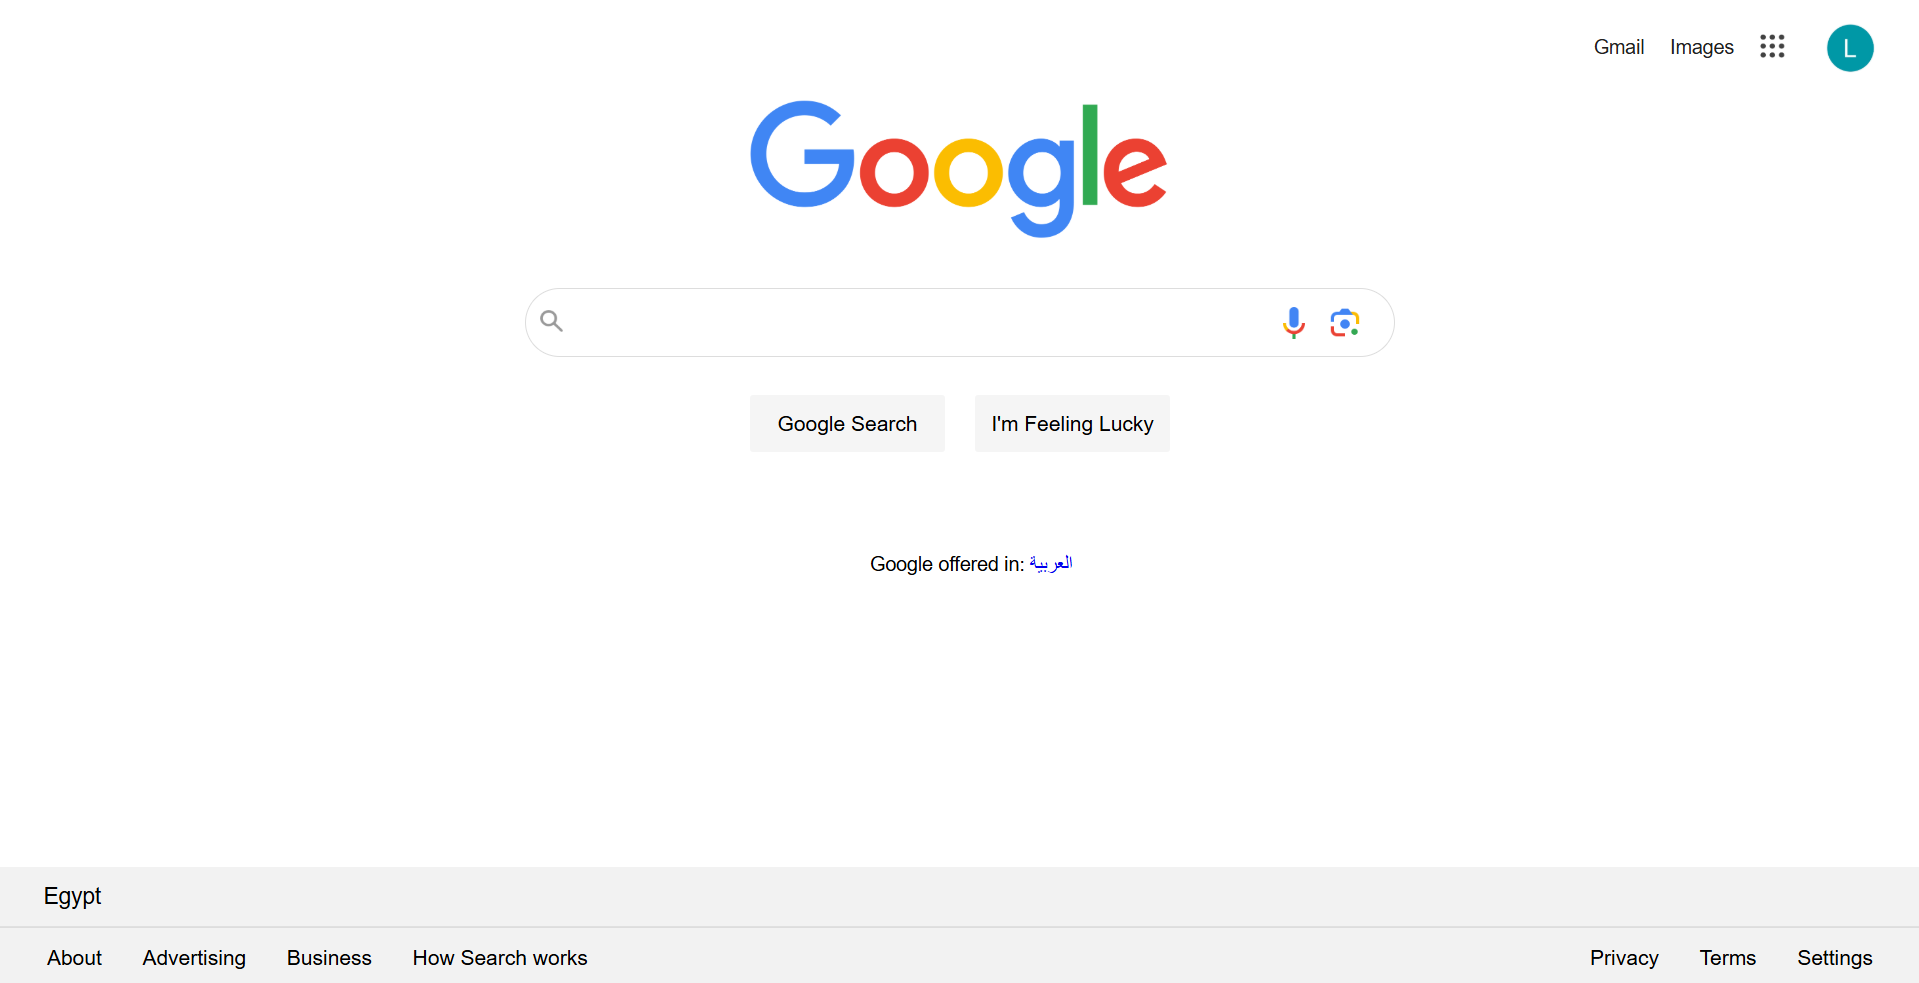 Gmail Images L
Google
Google Search I'm Feeling Lucky
Google offered in: العربية
Egypt
About Advertising Business How Search works Privacy Terms Settings